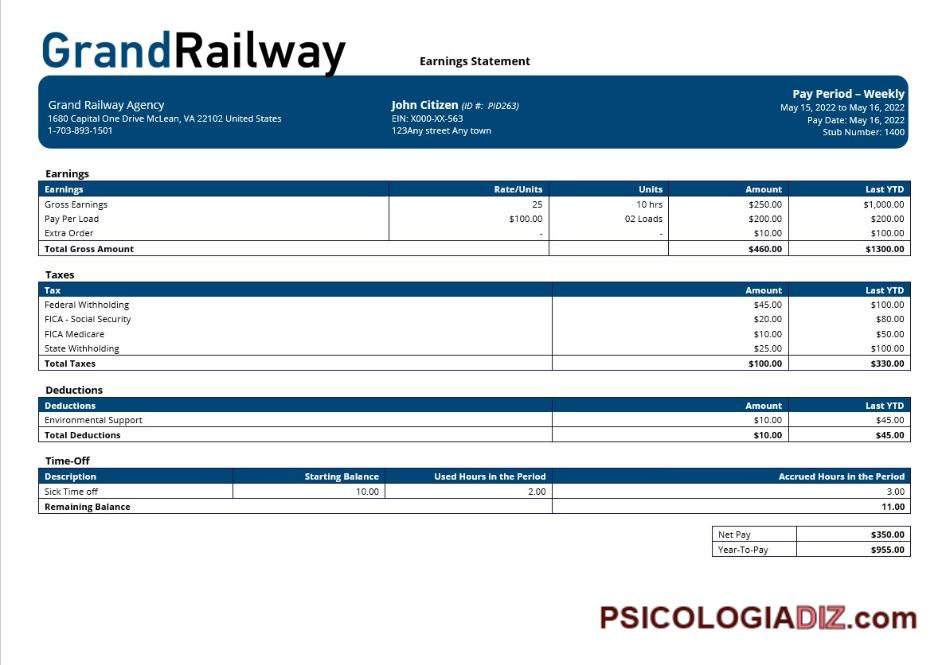 GrandRailway
Earnings Statement
Grand Railway Agency
1680 Capital One Drive McLean, VA 22102 United States
1-703-893-1501
John Citizen (ID #: PID263)
EIN: X000-XX-563
123Any street Any town
Pay Period – Weekly
May 15, 2022 to May 16, 2022
Pay Date: May 16, 2022
Stub Number: 1400
Earnings
Earnings Rate/Units Units Amount Last YTD
Gross Earnings 25 10 hrs $250.00 $1,000.00
Pay Per Load $100.00 02 Loads $200.00 $200.00
Extra Order - - $10.00 $100.00
Total Gross Amount $460.00 $1300.00
Taxes
Tax Amount Last YTD
Federal Withholding $45.00 $100.00
FICA - Social Security $20.00 $80.00
FICA Medicare $10.00 $50.00
State Withholding $25.00 $100.00
Total Taxes $100.00 $330.00
Deductions
Deductions Amount Last YTD
Environmental Support $10.00 $45.00
Total Deductions $10.00 $45.00
Time-Off
Description Starting Balance Used Hours in the Period Accrued Hours in the Period
Sick Time off 10.00 2.00 3.00
Remaining Balance 11.00
Net Pay $350.00
Year-To-Pay $955.00
PSICOLOGIADIZ.com